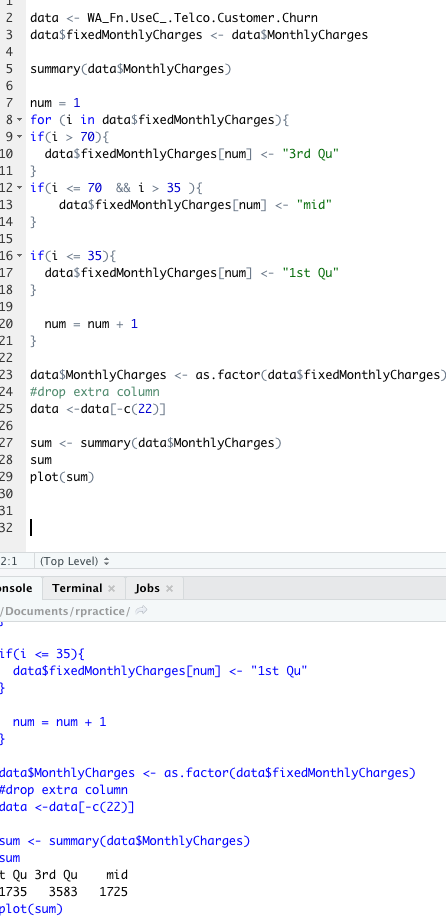 1
2 data <- WA_Fn.UseC_.Telco.Customer.Churn
3 data$fixedMonthlyCharges <- data$MonthlyCharges
4
5 summary(data$MonthlyCharges)
6
7 num = 1
8 for (i in data$fixedMonthlyCharges){
9 if(i > 70){
10 data$fixedMonthlyCharges[num] <- "3rd Qu"
11 }
12 if(i <= 70  && i > 35 ){
13 data$fixedMonthlyCharges[num] <- "mid"
14 }
15
16 if(i <= 35){
17 data$fixedMonthlyCharges[num] <- "1st Qu"
18 }
19
20 num = num + 1
21 }
22
23 data$MonthlyCharges <- as.factor(data$fixedMonthlyCharges)
24 #drop extra column
25 data <-data[-c(22)]
26
27 sum <- summary(data$MonthlyCharges)
28 sum
29 plot(sum)
30
31
32
2:1 (Top Level)
onsole Terminal Jobs
/Documents/rpractice/
}
if(i <= 35){
data$fixedMonthlyCharges[num] <- "1st Qu"
}
num = num + 1
}
data$MonthlyCharges <- as.factor(data$fixedMonthlyCharges)
#drop extra column
data <-data[-c(22)]
sum <- summary(data$MonthlyCharges)
sum
t Qu 3rd Qu mid
1735 3583 1725
plot(sum)